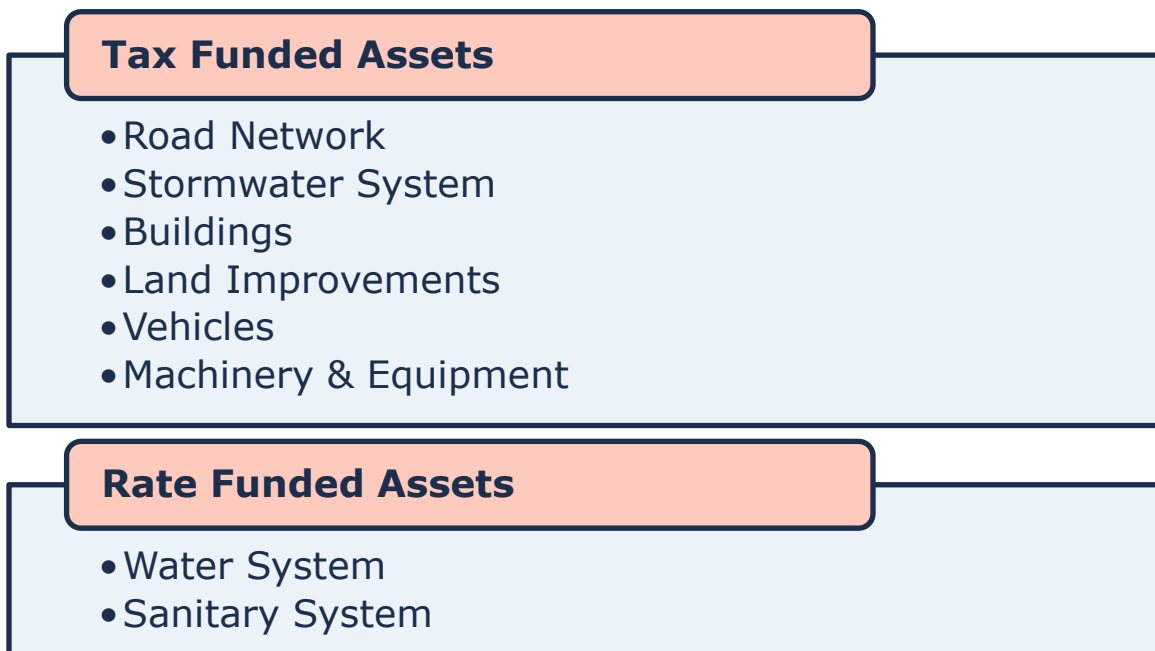 Tax Funded Assets
•Road Network
•Stormwater System
•Buildings
•Land Improvements
•Vehicles
•Machinery & Equipment
Rate Funded Assets
•Water System
•Sanitary System